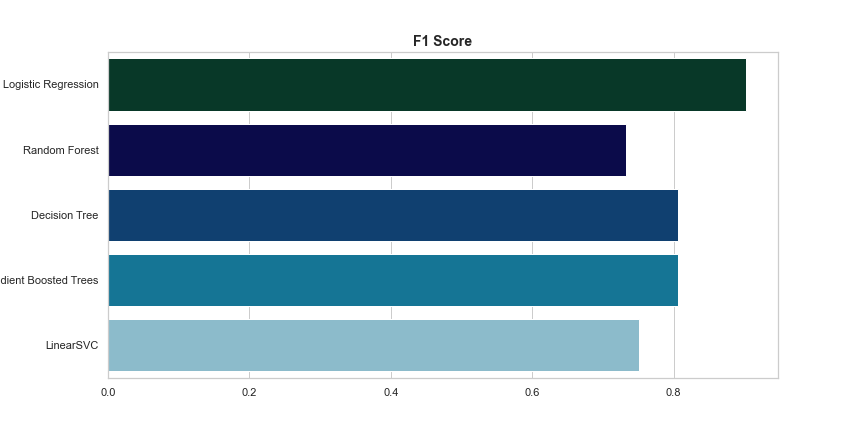 F1 Score
Logistic Regression
Random Forest
Decision Tree
dient Boosted Trees
LinearSVC
0.0 0.2 0.4 0.6 0.8